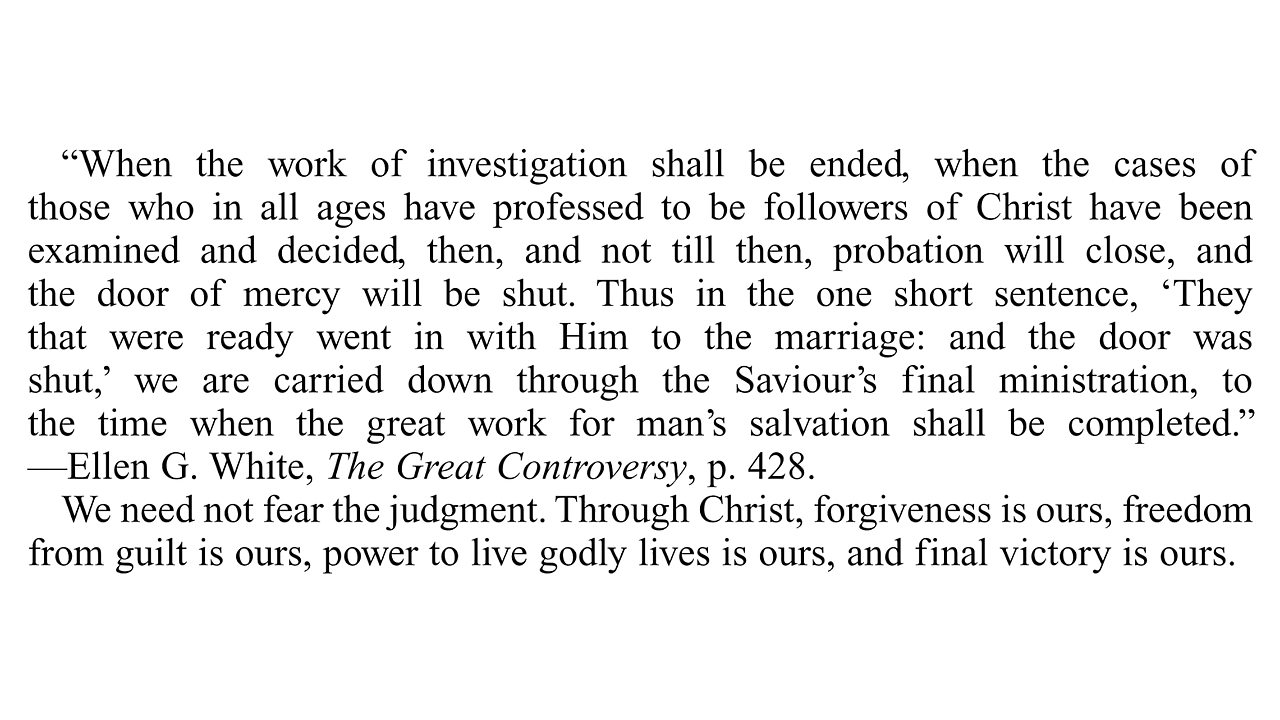 “When the work of investigation shall be ended, when the cases of
those who in all ages have professed to be followers of Christ have been
examined and decided, then, and not till then, probation will close, and
the door of mercy will be shut. Thus in the one short sentence, ‘They
that were ready went in with Him to the marriage: and the door was
shut,’ we are carried down through the Saviour’s final ministration, to
the time when the great work for man’s salvation shall be completed.”
—Ellen G. White, The Great Controversy, p. 428.
We need not fear the judgment. Through Christ, forgiveness is ours, freedom
from guilt is ours, power to live godly lives is ours, and final victory is ours.